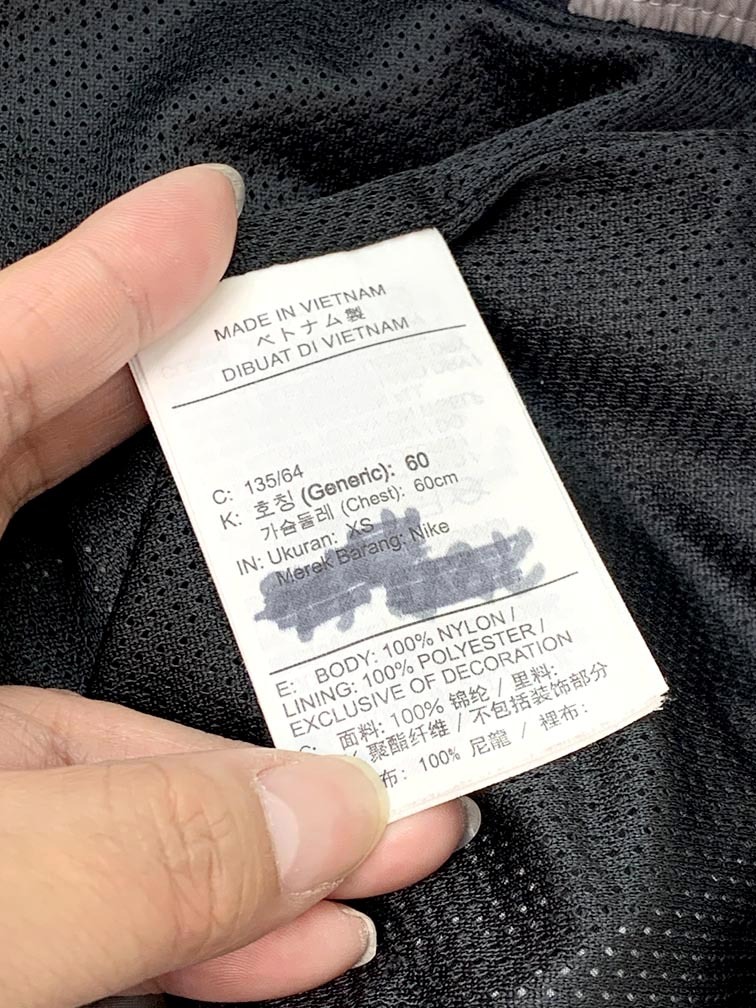 MADE IN VIETNAM
ベトナム製
DIBUAT DI VIETNAM
C: 135/64
K: 호칭 (Generic): 60
가슴둘레 (Chest): 60cm
IN: Ukuran: XS
Merek Barang: Nike
E: BODY: 100% NYLON /
LINING: 100% POLYESTER /
EXCLUSIVE OF DECORATION
C: 面料: 100% 锦纶 / 里料:
聚酯纤维 / 不包括装饰部分
布: 100% 尼龍 / 裡布: